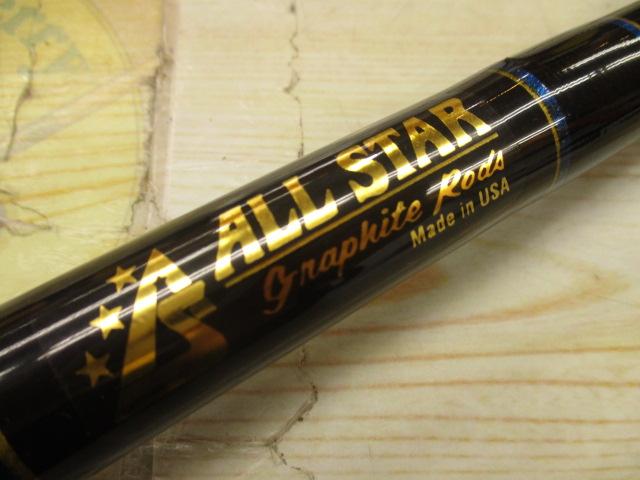 ALL STAR
Graphite Rods
Made in USA